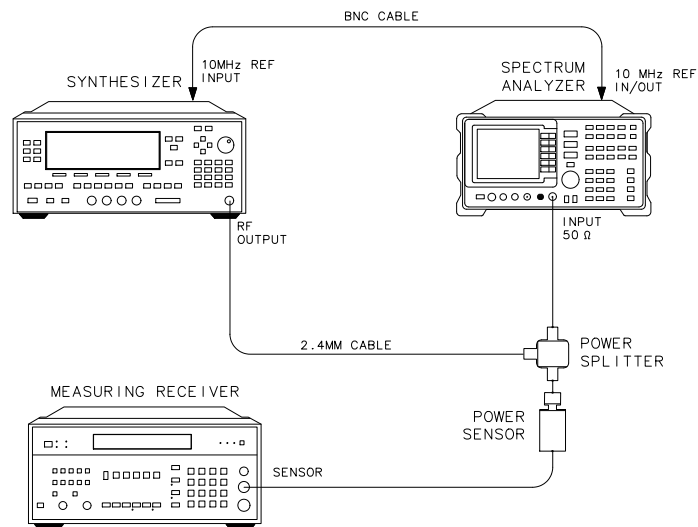 BNC CABLE
SYNTHESIZER
10MHz REF
INPUT
SPECTRUM
ANALYZER
10 MHz REF
IN/OUT
RF
OUTPUT
INPUT
50 Ω
2.4MM CABLE
POWER
SPLITTER
MEASURING RECEIVER
POWER
SENSOR
SENSOR